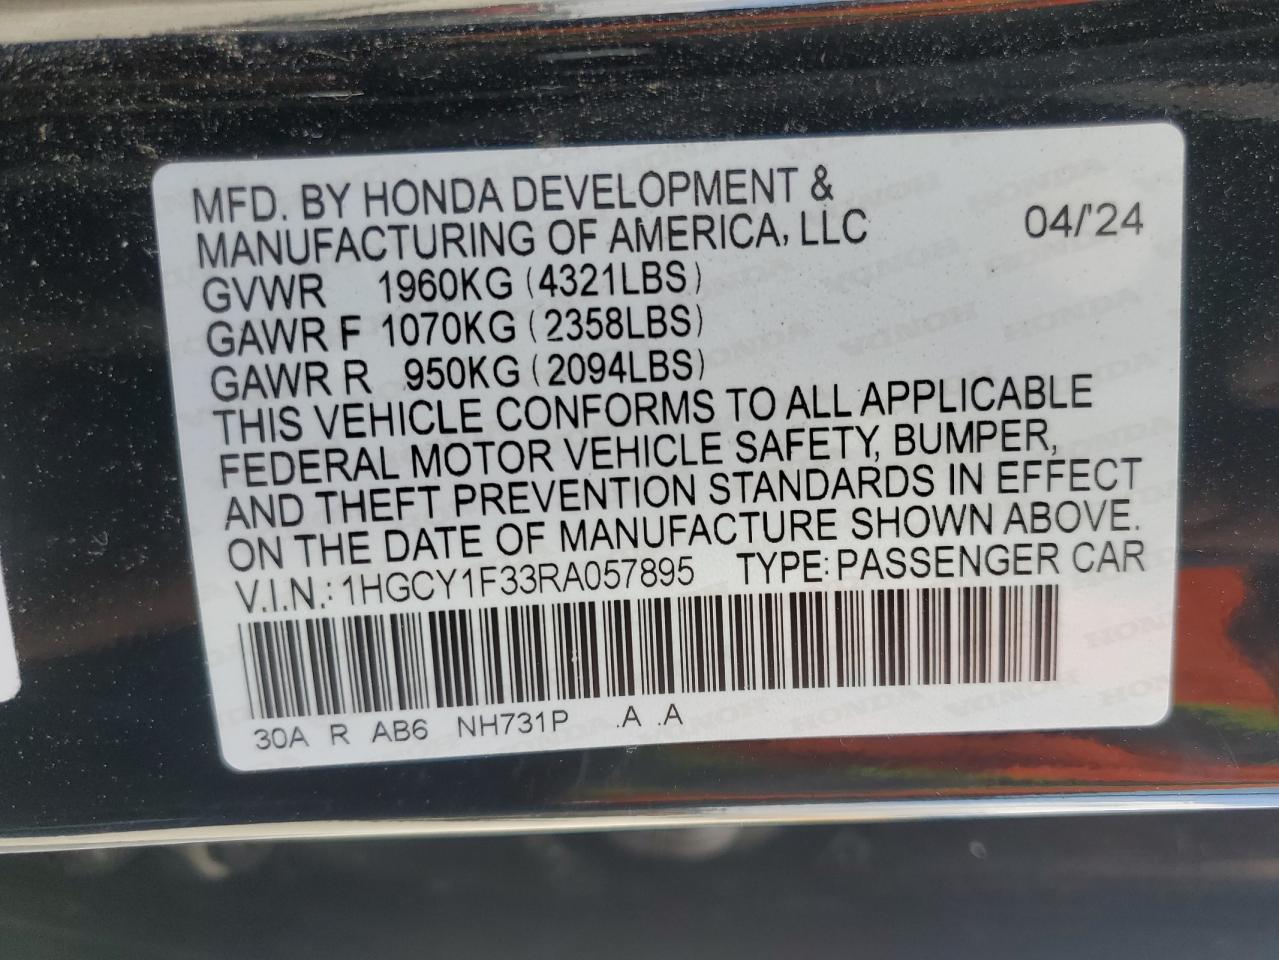 MFD. BY HONDA DEVELOPMENT &
MANUFACTURING OF AMERICA, LLC 04/'24
GVWR 1960KG (4321LBS)
GAWR F 1070KG (2358LBS)
GAWR R 950KG (2094LBS)
THIS VEHICLE CONFORMS TO ALL APPLICABLE
FEDERAL MOTOR VEHICLE SAFETY, BUMPER,
AND THEFT PREVENTION STANDARDS IN EFFECT
ON THE DATE OF MANUFACTURE SHOWN ABOVE.
V.I.N.: 1HGCY1F33RA057895 TYPE: PASSENGER CAR
30A R AB6 NH731P .A .A